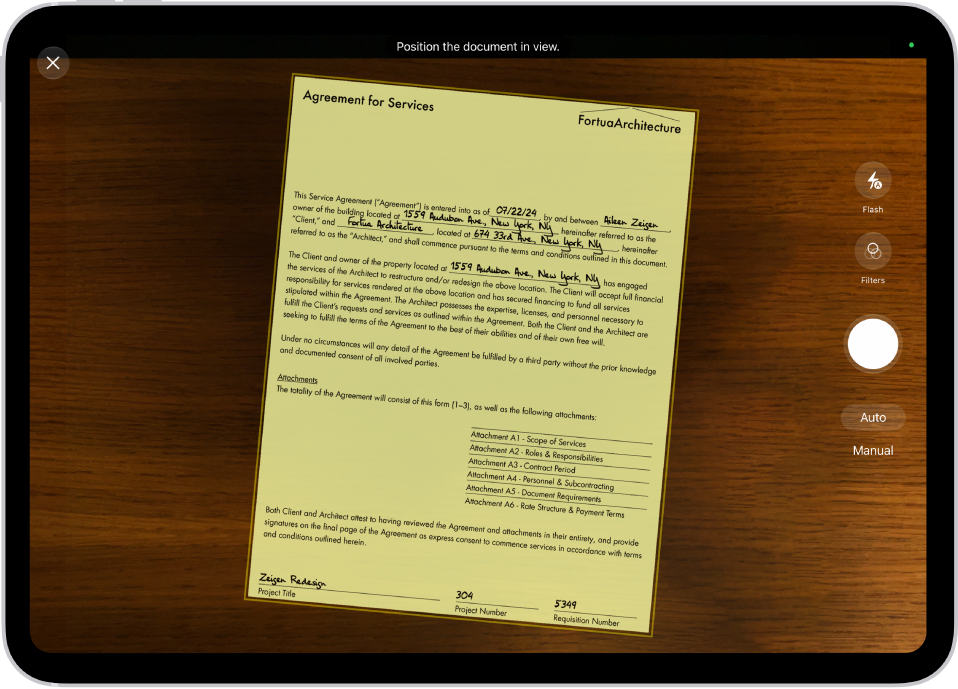 Position the document in view.
Agreement for Services
FortuaArchitecture
This Service Agreement ("Agreement") is entered into as of 07/22/24, by and between Aileen Zeigen,
owner of the building located at 1559 Audubon Ave., New York, NY hereinafter referred to as the
"Client," and Fortua Architecture, located at 674 33rd Ave., New York, NY, hereinafter
referred to as the "Architect," and shall commence pursuant to the terms and conditions outlined in this document.
The Client and owner of the property located at 1559 Audubon Ave., New York, NY has engaged
the services of the Architect to restructure and/or redesign the above location. The Client will accept full financial
responsibility for services rendered at the above location and has secured financing to fund all services
stipulated within the Agreement. The Architect possesses the expertise, licenses, and personnel necessary to
fulfill the Client's requests and services as outlined within the Agreement. Both the Client and the Architect are
seeking to fulfill the terms of the Agreement to the best of their abilities and of their own free will.
Under no circumstances will any detail of the Agreement be fulfilled by a third party without the prior knowledge
and documented consent of all involved parties.
Attachments
The totality of the Agreement will consist of this form (1–3), as well as the following attachments:
Attachment A1 - Scope of Services
Attachment A2 - Roles & Responsibilities
Attachment A3 - Contract Period
Attachment A4 - Personnel & Subcontracting
Attachment A5 - Document Requirements
Attachment A6 - Rate Structure & Payment Terms
Both Client and Architect attest to having reviewed the Agreement and attachments in their entirety, and provide
signatures on the final page of the Agreement as express consent to commence services in accordance with terms
and conditions outlined herein.
Zeigen Redesign
Project Title
304
Project Number
5349
Requisition Number
Flash
Filters
Auto
Manual